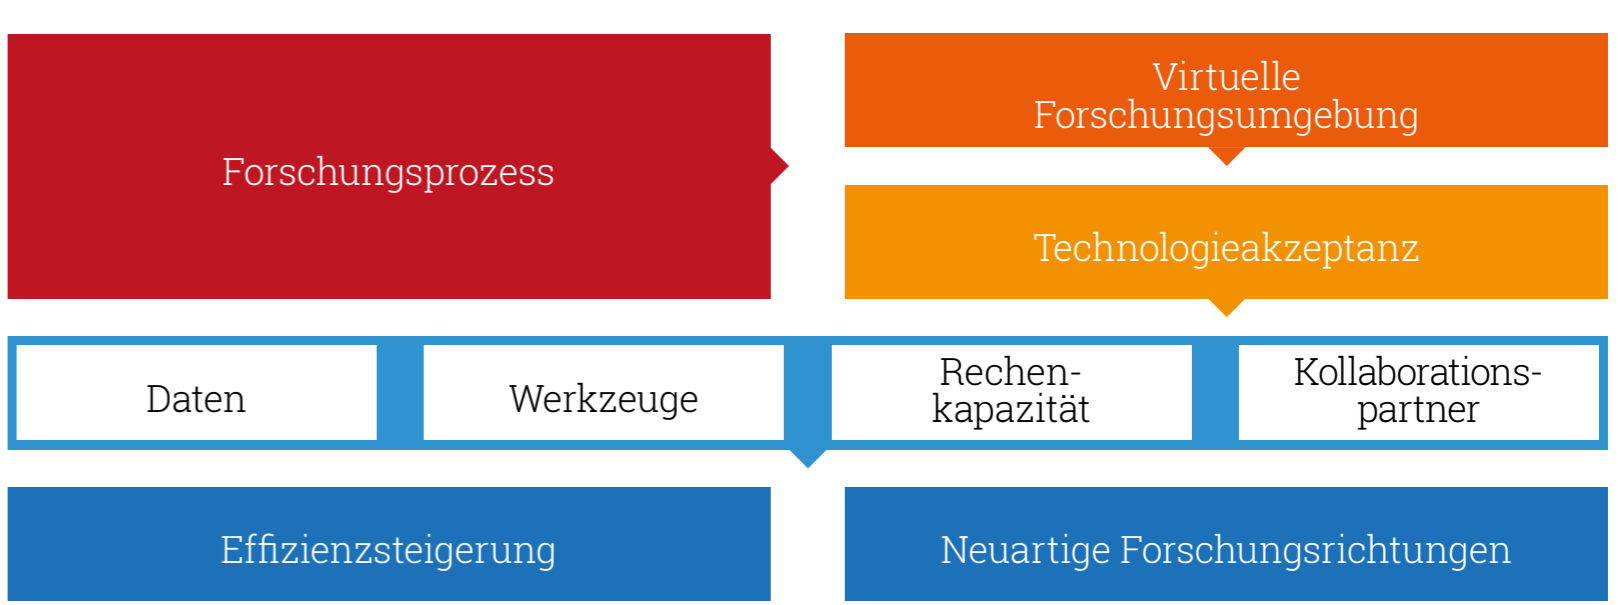 Forschungsprozess
Virtuelle
Forschungsumgebung
Technologieakzeptanz
Daten
Werkzeuge
Rechen-
kapazität
Kollaborations-
partner
Effizienzsteigerung
Neuartige Forschungsrichtungen